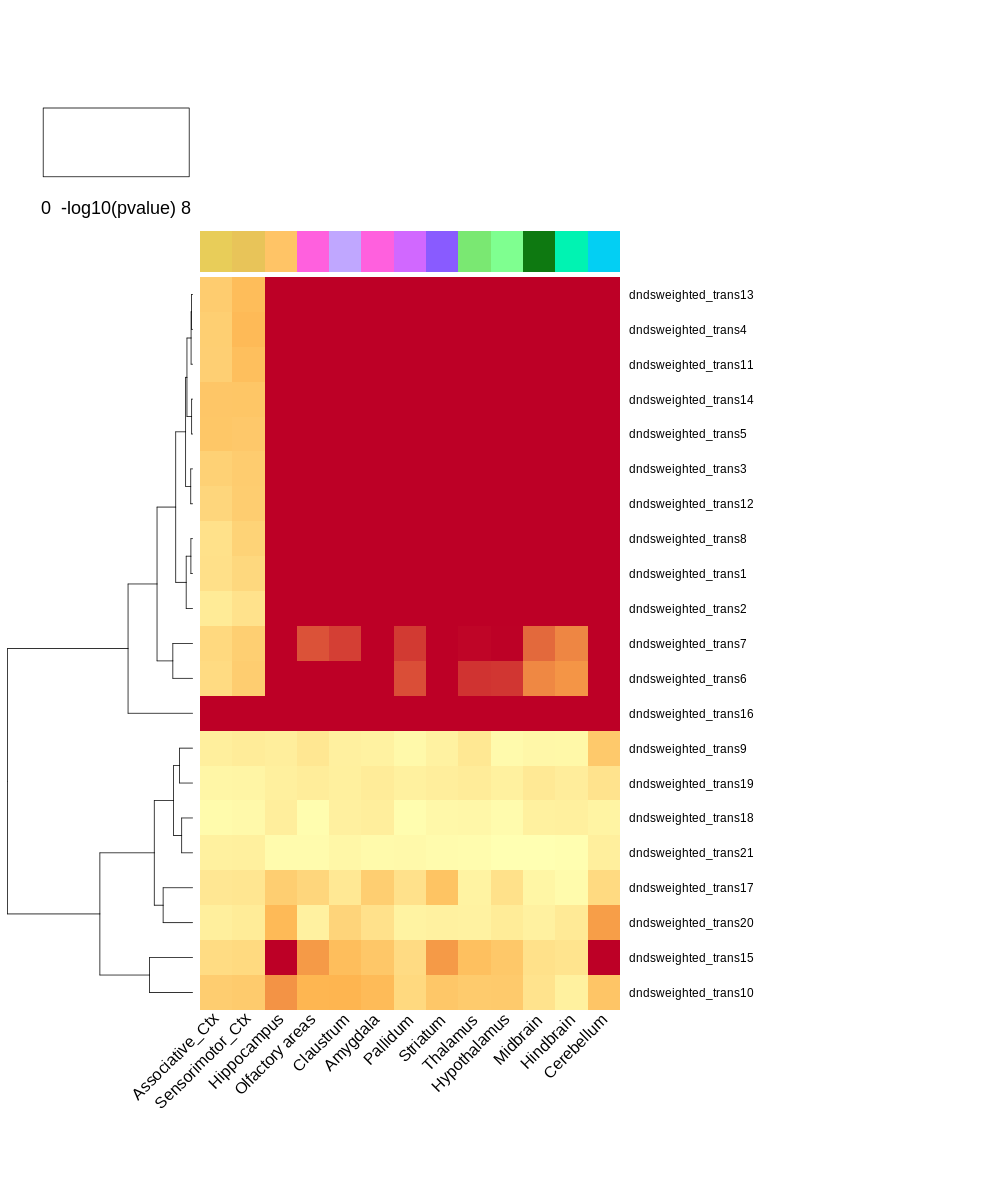 0 -log10(pvalue) 8
dndsweighted_trans13
dndsweighted_trans4
dndsweighted_trans11
dndsweighted_trans14
dndsweighted_trans5
dndsweighted_trans3
dndsweighted_trans12
dndsweighted_trans8
dndsweighted_trans1
dndsweighted_trans2
dndsweighted_trans7
dndsweighted_trans6
dndsweighted_trans16
dndsweighted_trans9
dndsweighted_trans19
dndsweighted_trans18
dndsweighted_trans21
dndsweighted_trans17
dndsweighted_trans20
dndsweighted_trans15
dndsweighted_trans10
Associative_Ctx
Sensorimotor_Ctx
Hippocampus
Olfactory areas
Claustrum
Amygdala
Pallidum
Striatum
Thalamus
Hypothalamus
Midbrain
Hindbrain
Cerebellum